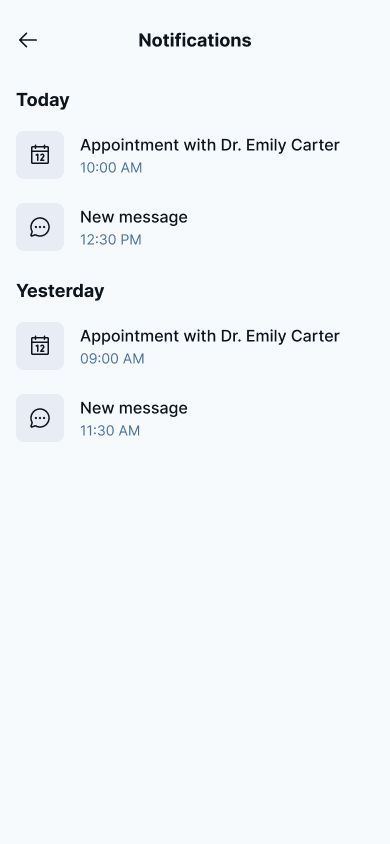 Notifications
Today
12
Appointment with Dr. Emily Carter
10:00 AM
New message
12:30 PM
Yesterday
12
Appointment with Dr. Emily Carter
09:00 AM
New message
11:30 AM